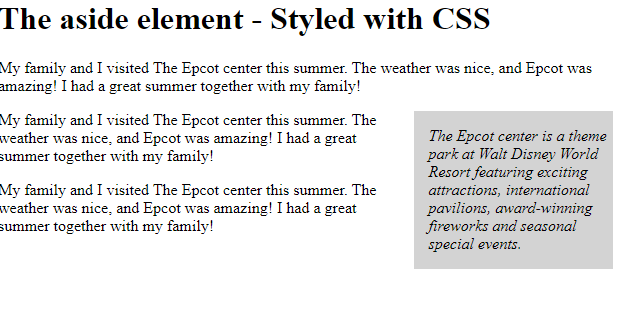 The aside element - Styled with CSS
My family and I visited The Epcot center this summer. The weather was nice, and Epcot was
amazing! I had a great summer together with my family!
My family and I visited The Epcot center this summer. The
weather was nice, and Epcot was amazing! I had a great
summer together with my family!
My family and I visited The Epcot center this summer. The
weather was nice, and Epcot was amazing! I had a great
summer together with my family!
The Epcot center is a theme
park at Walt Disney World
Resort featuring exciting
attractions, international
pavilions, award-winning
fireworks and seasonal
special events.